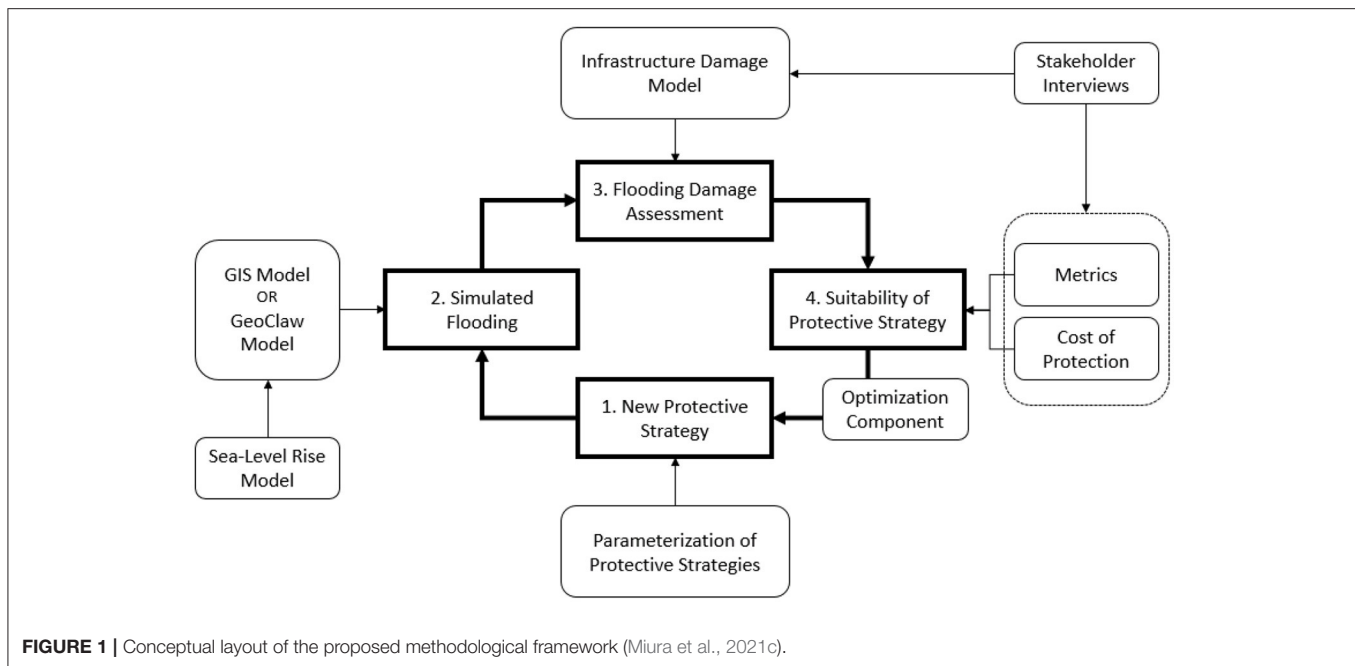 Infrastructure Damage
Model
Stakeholder
Interviews
3. Flooding Damage
Assessment
GIS Model
OR
GeoClaw
Model
2. Simulated
Flooding
4. Suitability of
Protective Strategy
Metrics
Cost of
Protection
Optimization
Component
1. New Protective
Strategy
Sea-Level Rise
Model
Parameterization of
Protective Strategies
FIGURE 1 | Conceptual layout of the proposed methodological framework (Miura et al., 2021c).